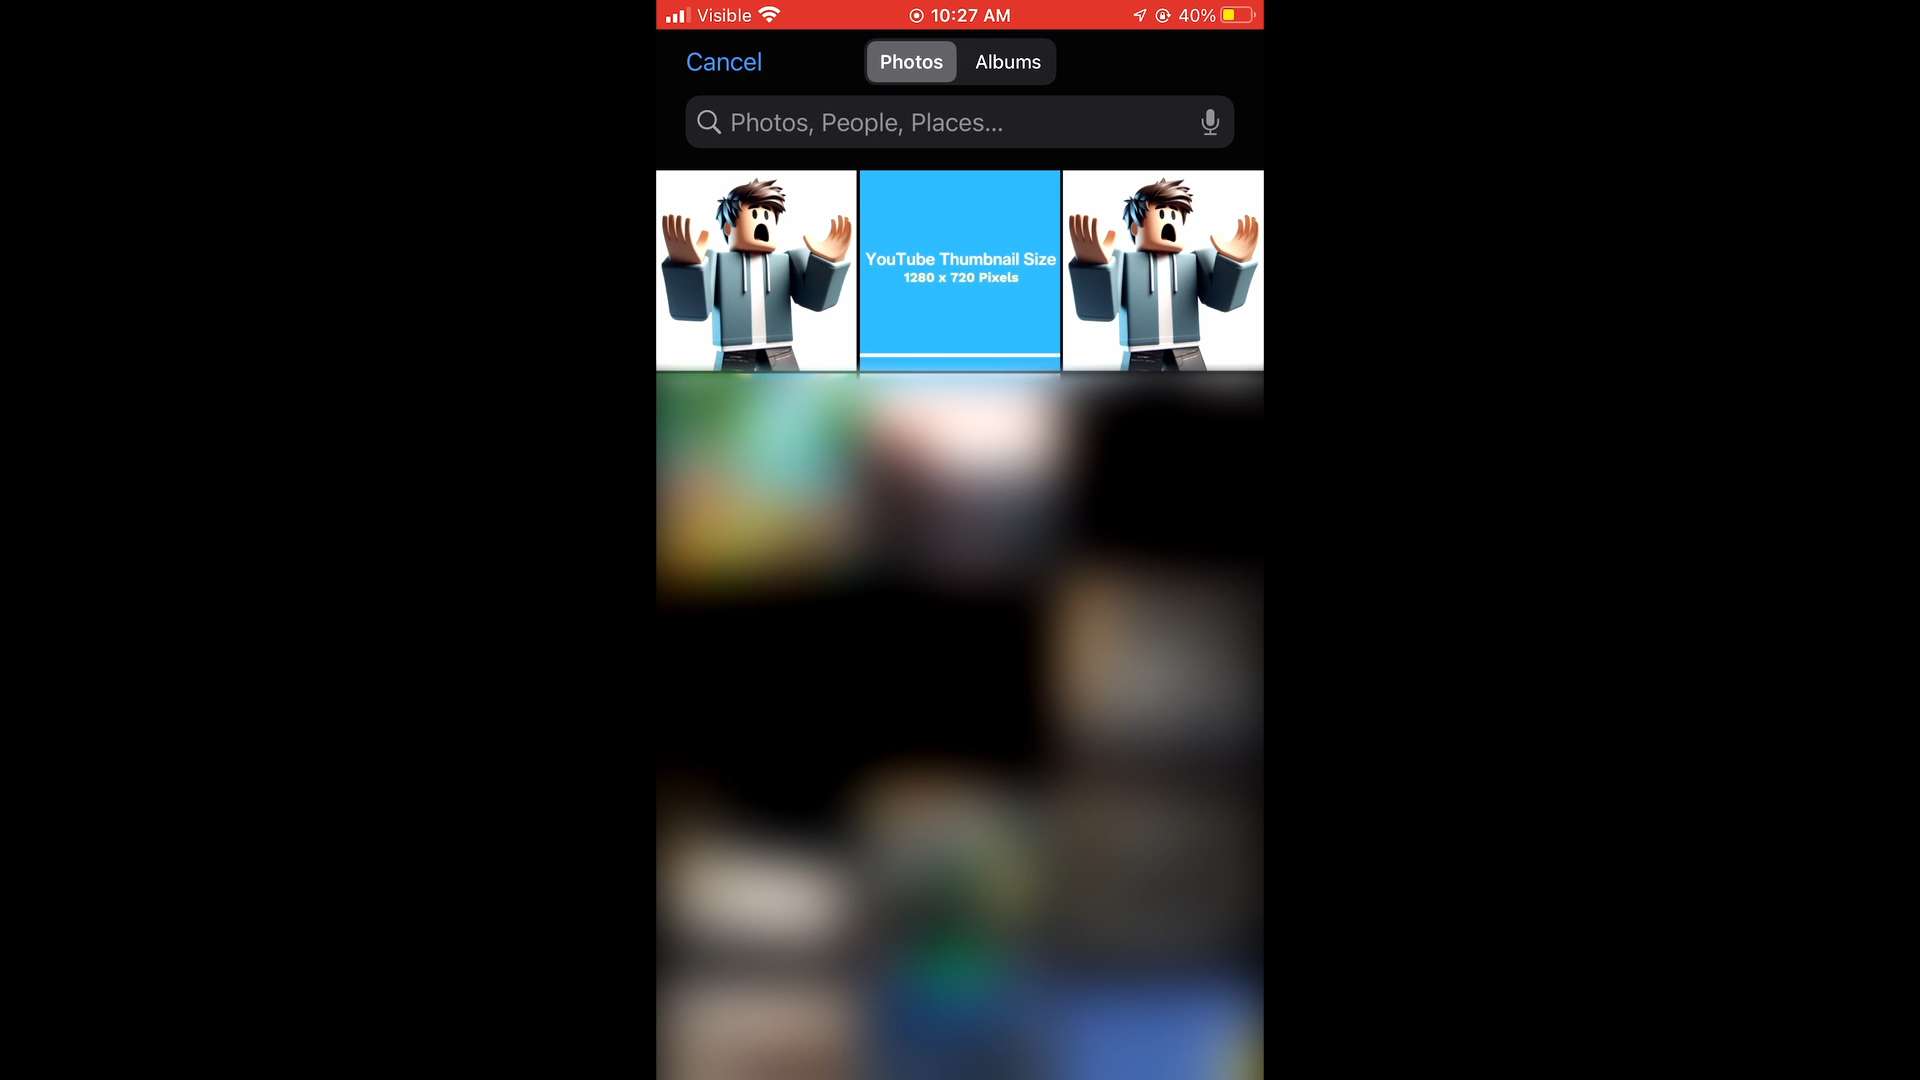 Visible 10:27 AM 40%
Cancel Photos Albums
Photos, People, Places...
YouTube Thumbnail Size
1280 x 720 Pixels